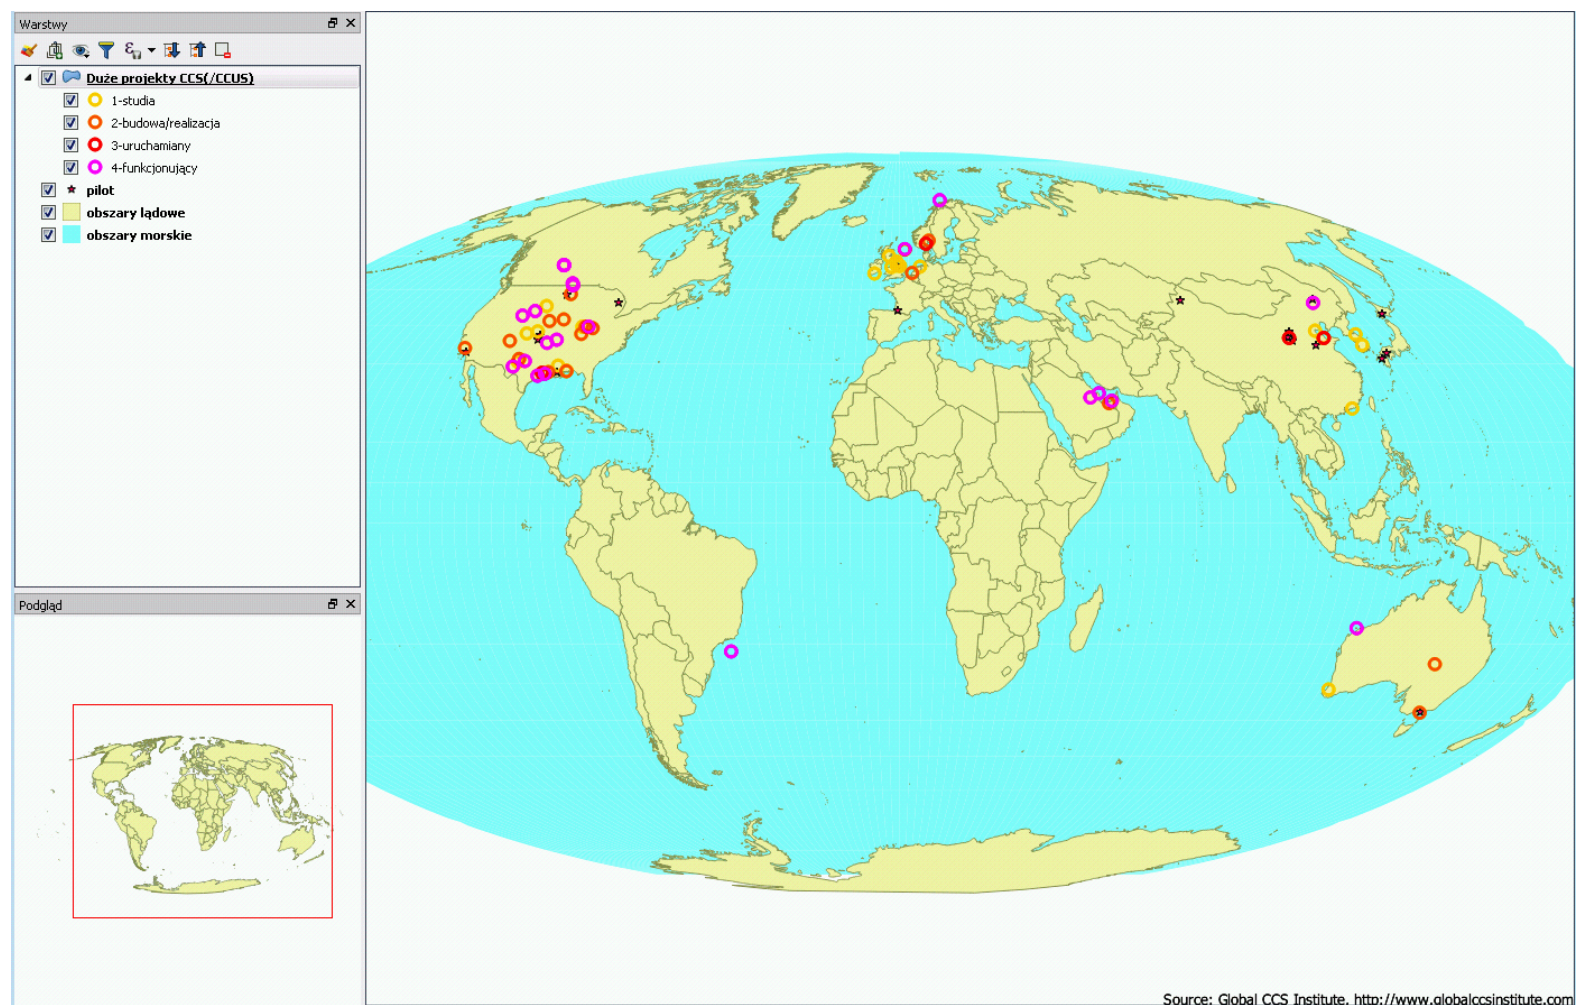 Warstwy
Duże projekty CCS(/CCUS)
1-studia
2-budowa/realizacja
3-uruchamiany
4-funkcjonujący
pilot
obszary lądowe
obszary morskie
Podgląd
Source: Global CCS Institute, http://www.globalccsinstitute.com